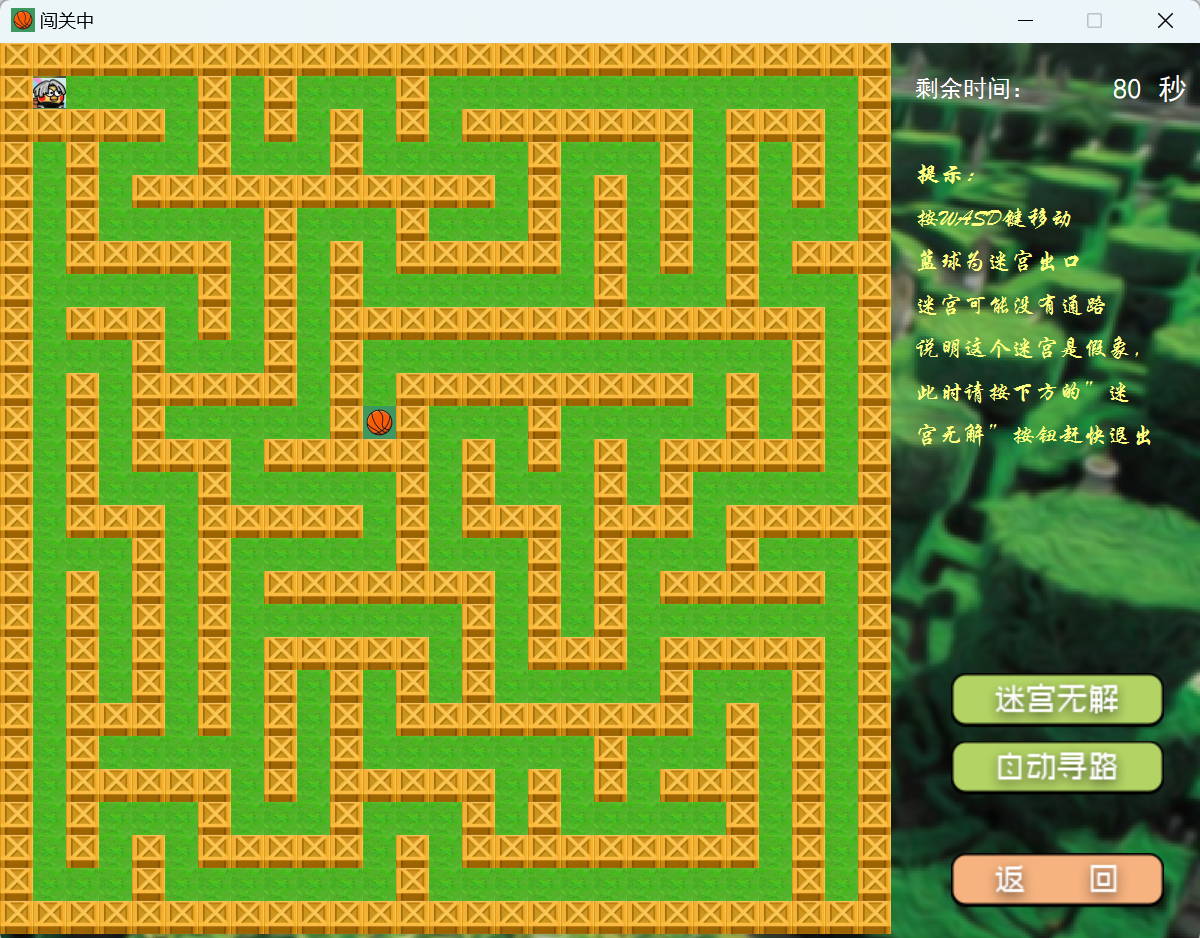 闯关中
剩余时间： 80 秒
提示：
按WASD键移动
篮球为迷宫出口
迷宫可能没有通路
说明这个迷宫是假象，
此时请按下方的”迷
宫无解”按钮赶快退出
迷宫无解
自动寻路
返 回